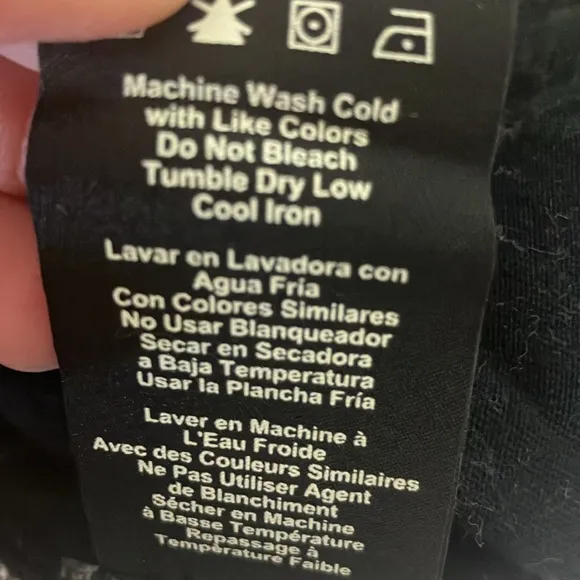 Machine Wash Cold
with Like Colors
Do Not Bleach
Tumble Dry Low
Cool Iron
Lavar en Lavadora con
Agua Fría
Con Colores Similares
No Usar Blanqueador
Secar en Secadora
a Baja Temperatura
Usar la Plancha Fría
Laver en Machine à
L'Eau Froide
Avec des Couleurs Similaires
Ne Pas Utiliser Agent
de Blanchiment
Sécher en Machine
à Basse Température
Repassage à
Température Faible